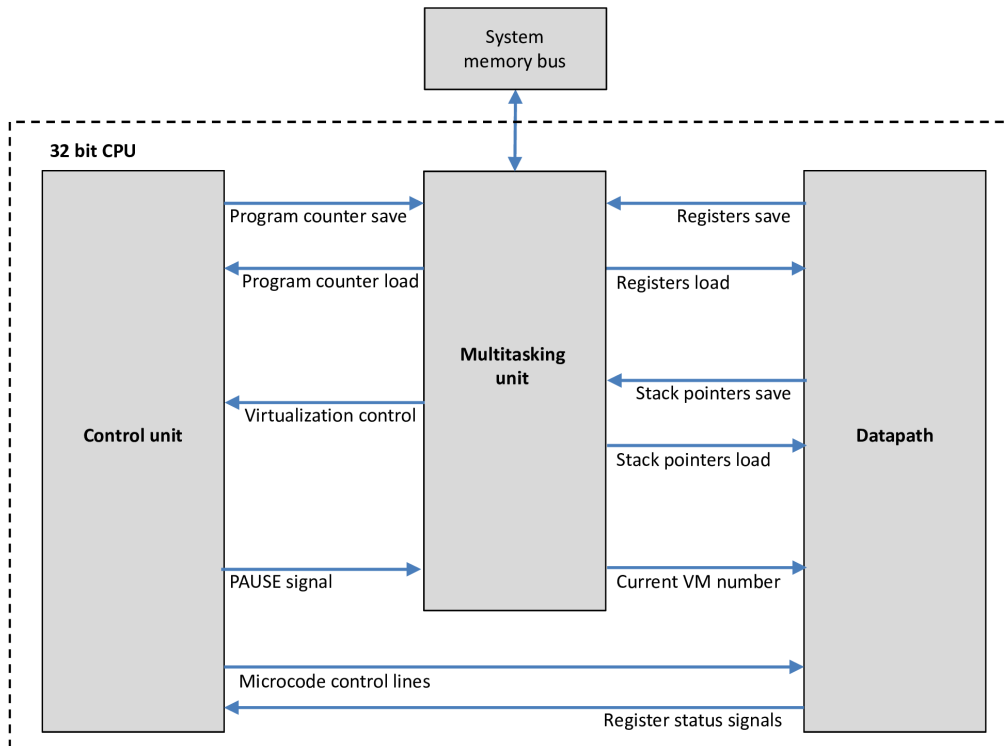 System
memory bus
32 bit CPU
Program counter save
Registers save
Program counter load
Registers load
Multitasking
unit
Stack pointers save
Virtualization control
Control unit
Datapath
Stack pointers load
PAUSE signal
Current VM number
Microcode control lines
Register status signals